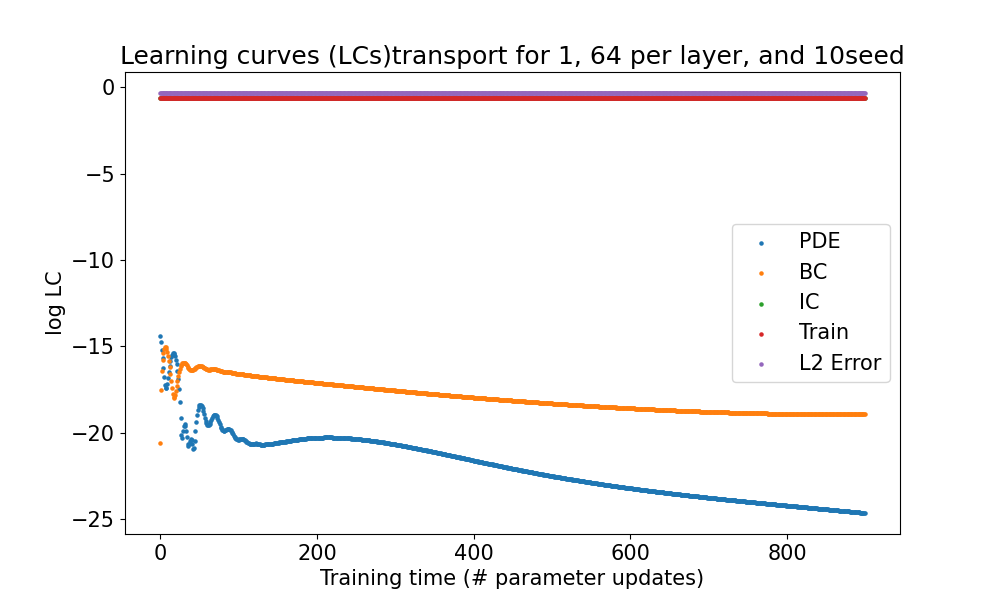 Learning curves (LCs)transport for 1, 64 per layer, and 10seed
0
−5
−10
−15
−20
−25
log LC
PDE
BC
IC
Train
L2 Error
0 200 400 600 800
Training time (# parameter updates)